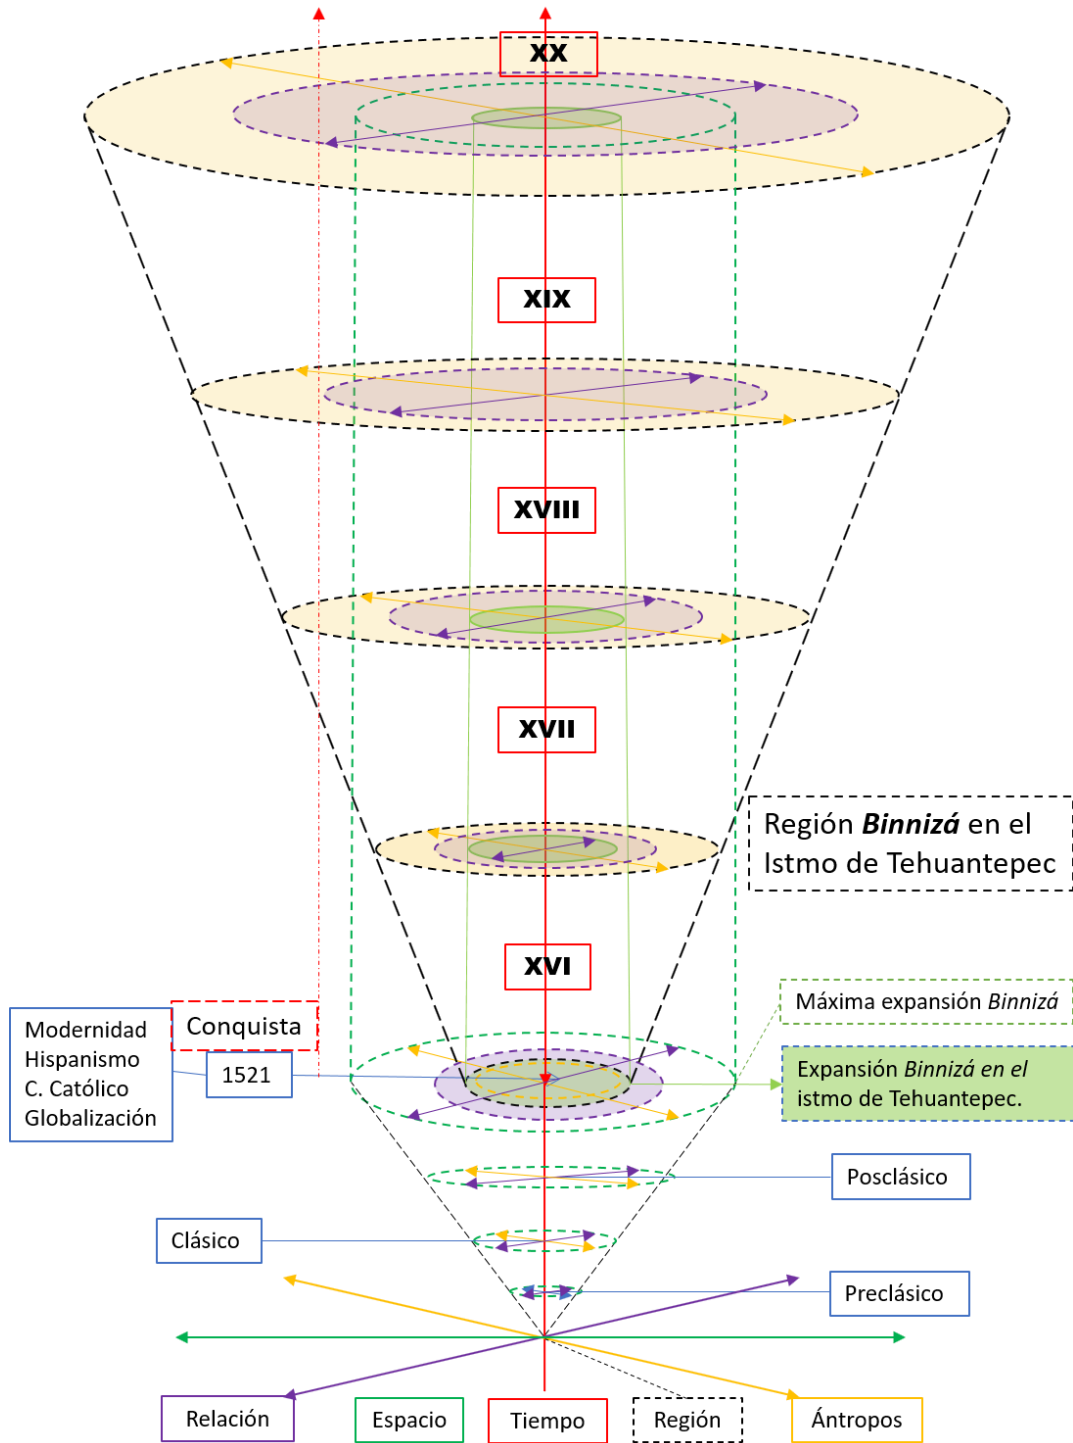 XX
XIX
XVIII
XVII
Región Binnizá en el
Istmo de Tehuantepec
XVI
Máxima expansión Binnizá
Conquista
Modernidad
Hispanismo
C. Católico
Globalización
1521
Expansión Binnizá en el
istmo de Tehuantepec.
Posclásico
Clásico
Preclásico
Relación
Espacio
Tiempo
Región
Ántropos